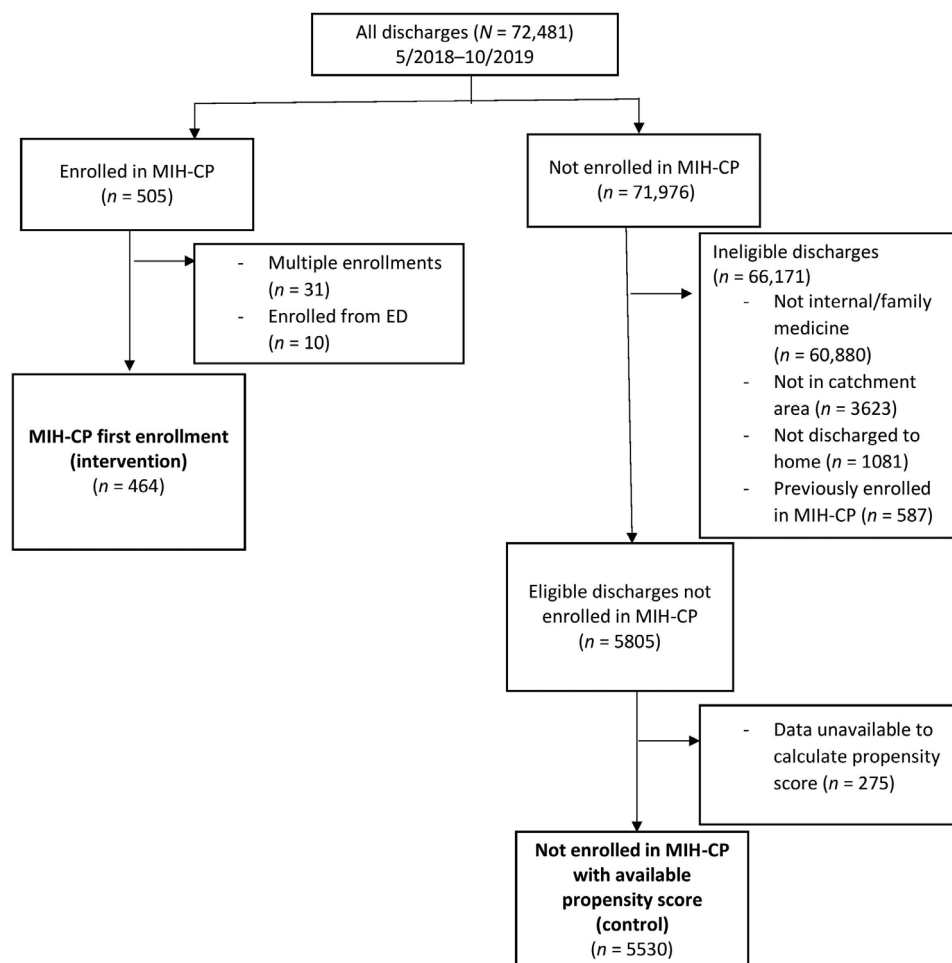 All discharges (N = 72,481)
5/2018–10/2019
Enrolled in MIH-CP
(n = 505)
Not enrolled in MIH-CP
(n = 71,976)
- Multiple enrollments
(n = 31)
- Enrolled from ED
(n = 10)
Ineligible discharges
(n = 66,171)
- Not internal/family
medicine
(n = 60,880)
- Not in catchment
area (n = 3623)
- Not discharged to
home (n = 1081)
- Previously enrolled
in MIH-CP (n = 587)
MIH-CP first enrollment
(intervention)
(n = 464)
Eligible discharges not
enrolled in MIH-CP
(n = 5805)
- Data unavailable to
calculate propensity
score (n = 275)
Not enrolled in MIH-CP
with available
propensity score
(control)
(n = 5530)